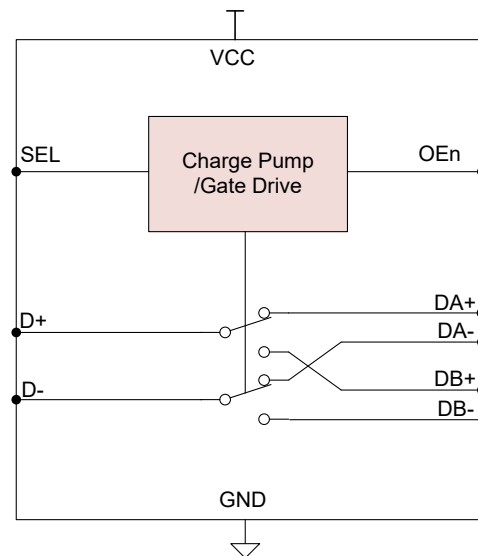 VCC
SEL
Charge Pump
/Gate Drive
OEn
D+
DA+
DA-
D-
DB+
DB-
GND